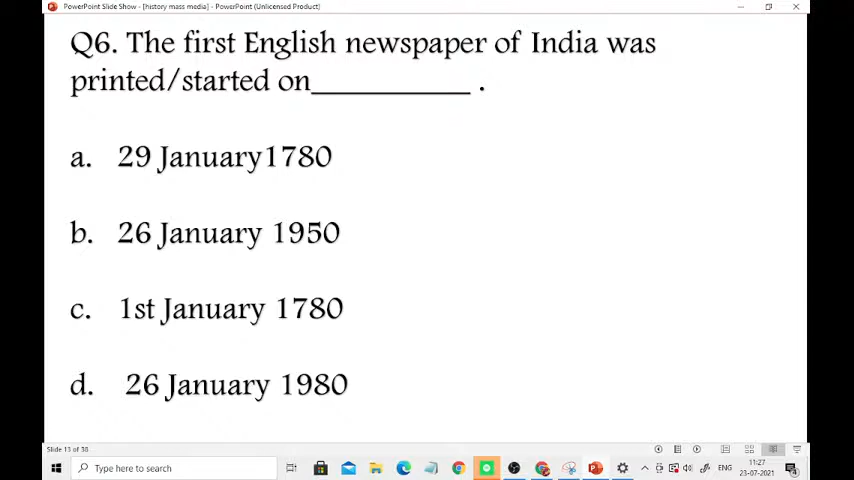 PowerPoint Slide Show - [history mass media] - PowerPoint (Unlicensed Product)
Q6. The first English newspaper of India was
printed/started on__________ .
a. 29 January1780
b. 26 January 1950
c. 1st January 1780
d. 26 January 1980
Slide 13 of 38
Type here to search
ENG
11:27
23-07-2021